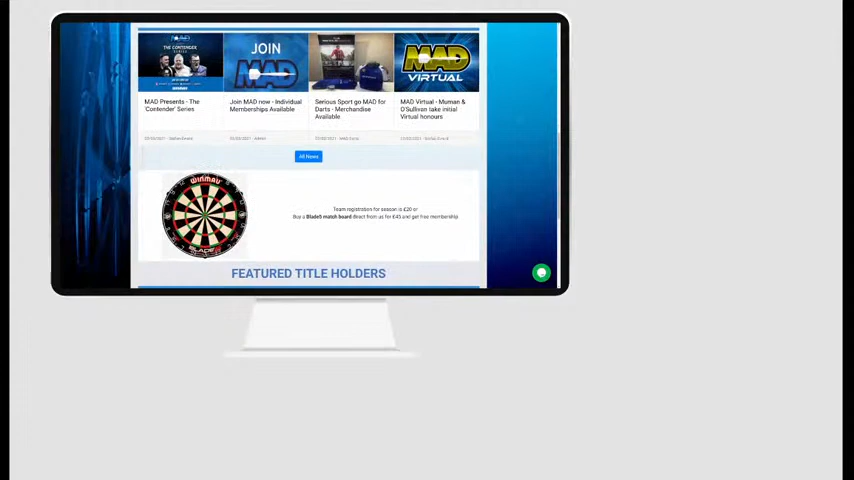 THE CONTENDER
SERIES
JOIN
MAD
MAD
VIRTUAL
MAD Presents - The
'Contender' Series
Join MAD now - Individual
Memberships Available
Serious Sport go MAD for
Darts - Merchandise
Available
MAD Virtual - Muman &
O'Sullivan take initial
Virtual honours
All News
WINMAU
BLADE
Team registration for season is £20 or
Buy a Blade5 match board direct from us for £45 and get free membership
FEATURED TITLE HOLDERS